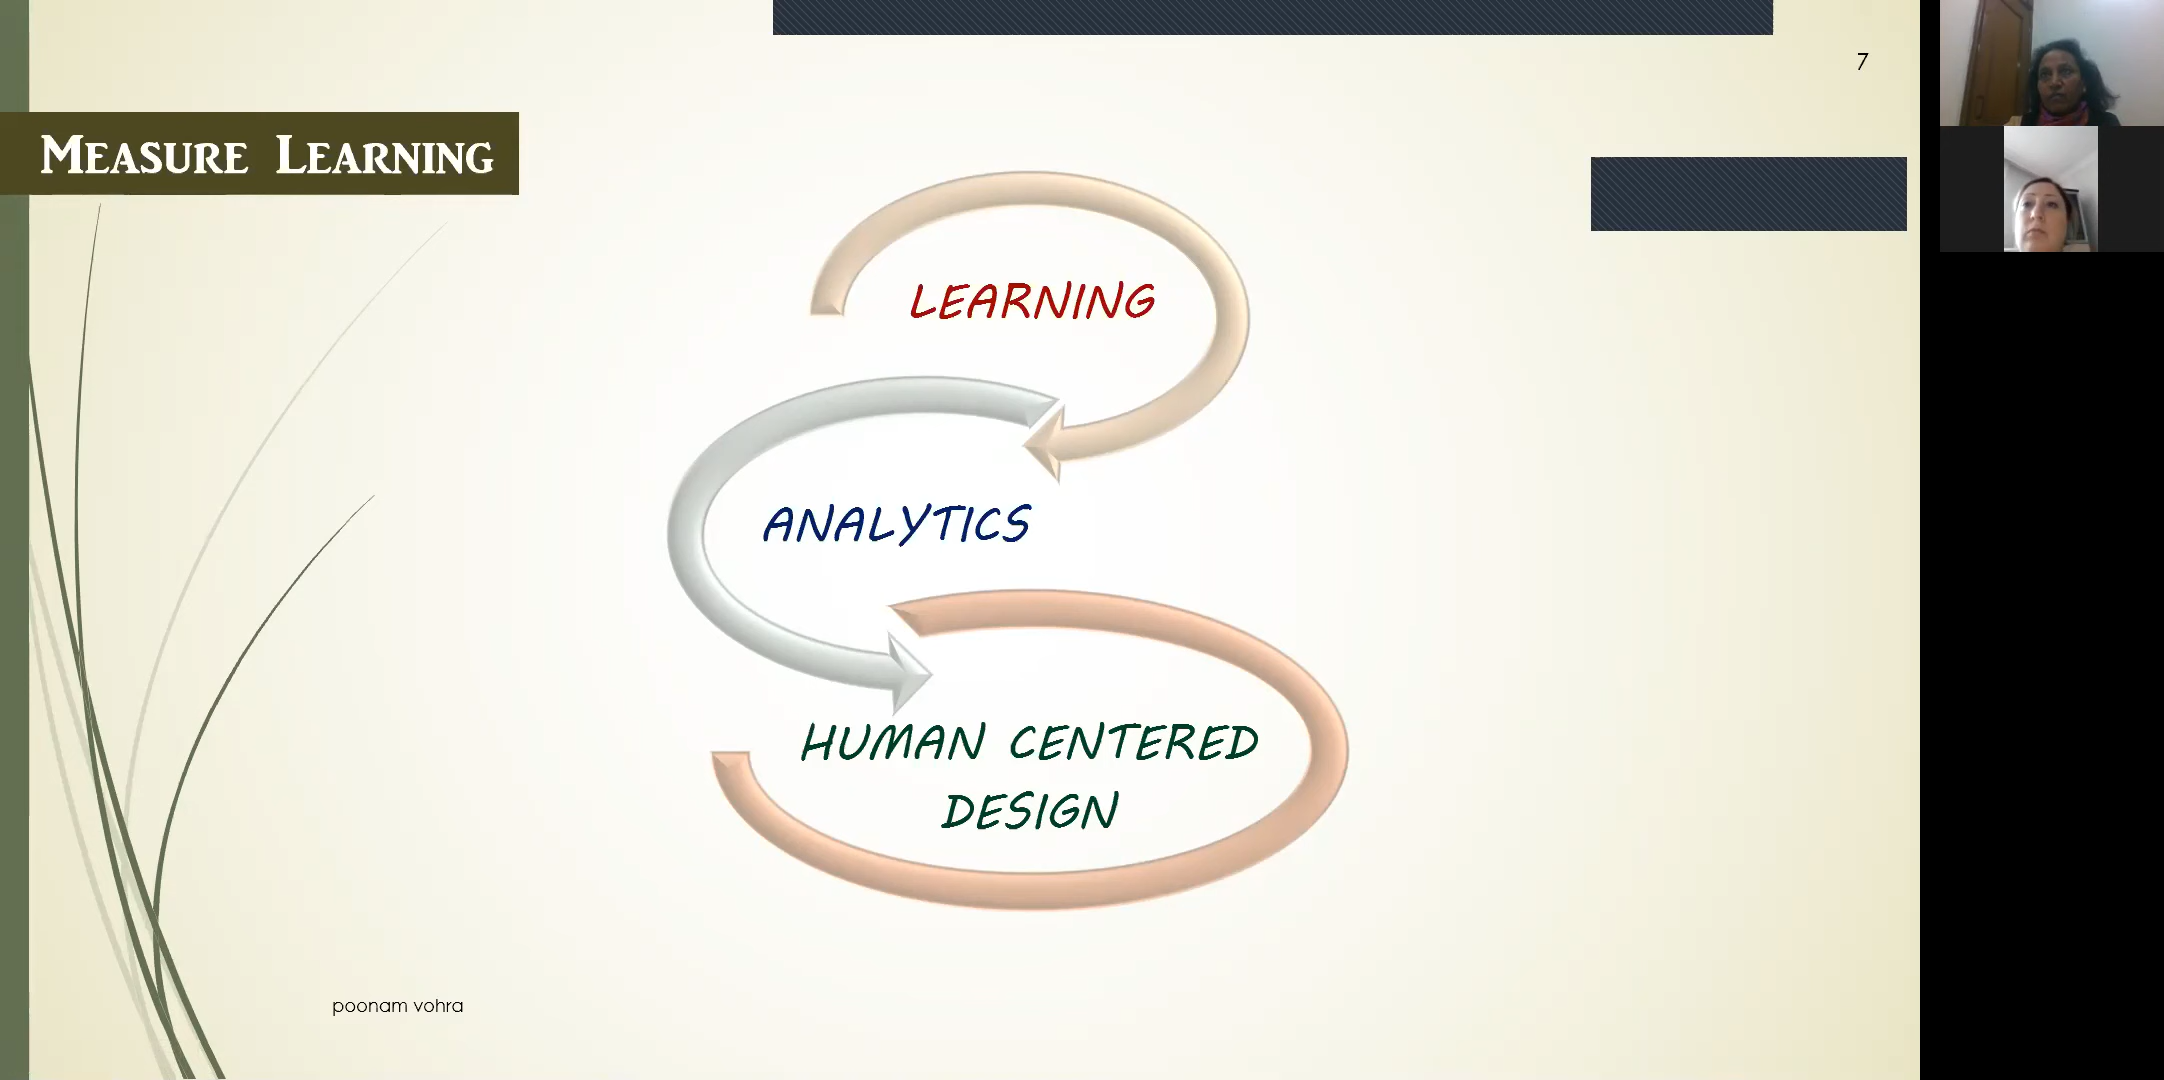 7
MEASURE LEARNING
LEARNING
ANALYTICS
HUMAN CENTERED
DESIGN
poonam vohra